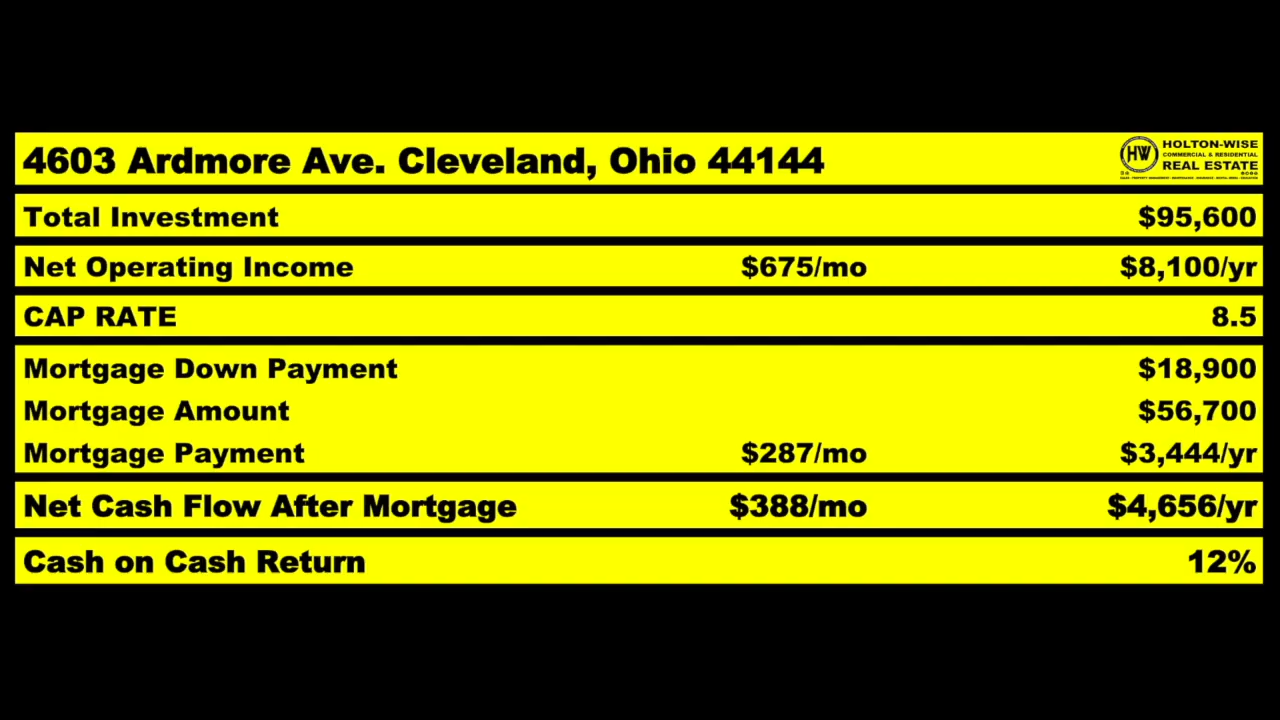 4603 Ardmore Ave. Cleveland, Ohio 44144
HW
HOLTON-WISE
COMMERCIAL & RESIDENTIAL
REAL ESTATE
Total Investment $95,600
Net Operating Income $675/mo $8,100/yr
CAP RATE 8.5
Mortgage Down Payment $18,900
Mortgage Amount $56,700
Mortgage Payment $287/mo $3,444/yr
Net Cash Flow After Mortgage $388/mo $4,656/yr
Cash on Cash Return 12%